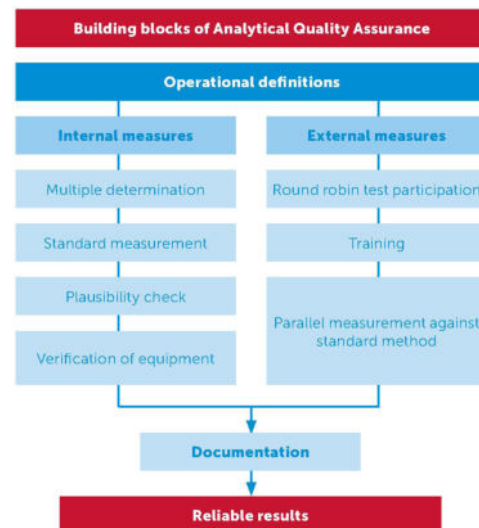 Building blocks of Analytical Quality Assurance
Operational definitions
Internal measures
External measures
Multiple determination
Round robin test participation
Standard measurement
Training
Plausibility check
Parallel measurement against
standard method
Verification of equipment
Documentation
Reliable results